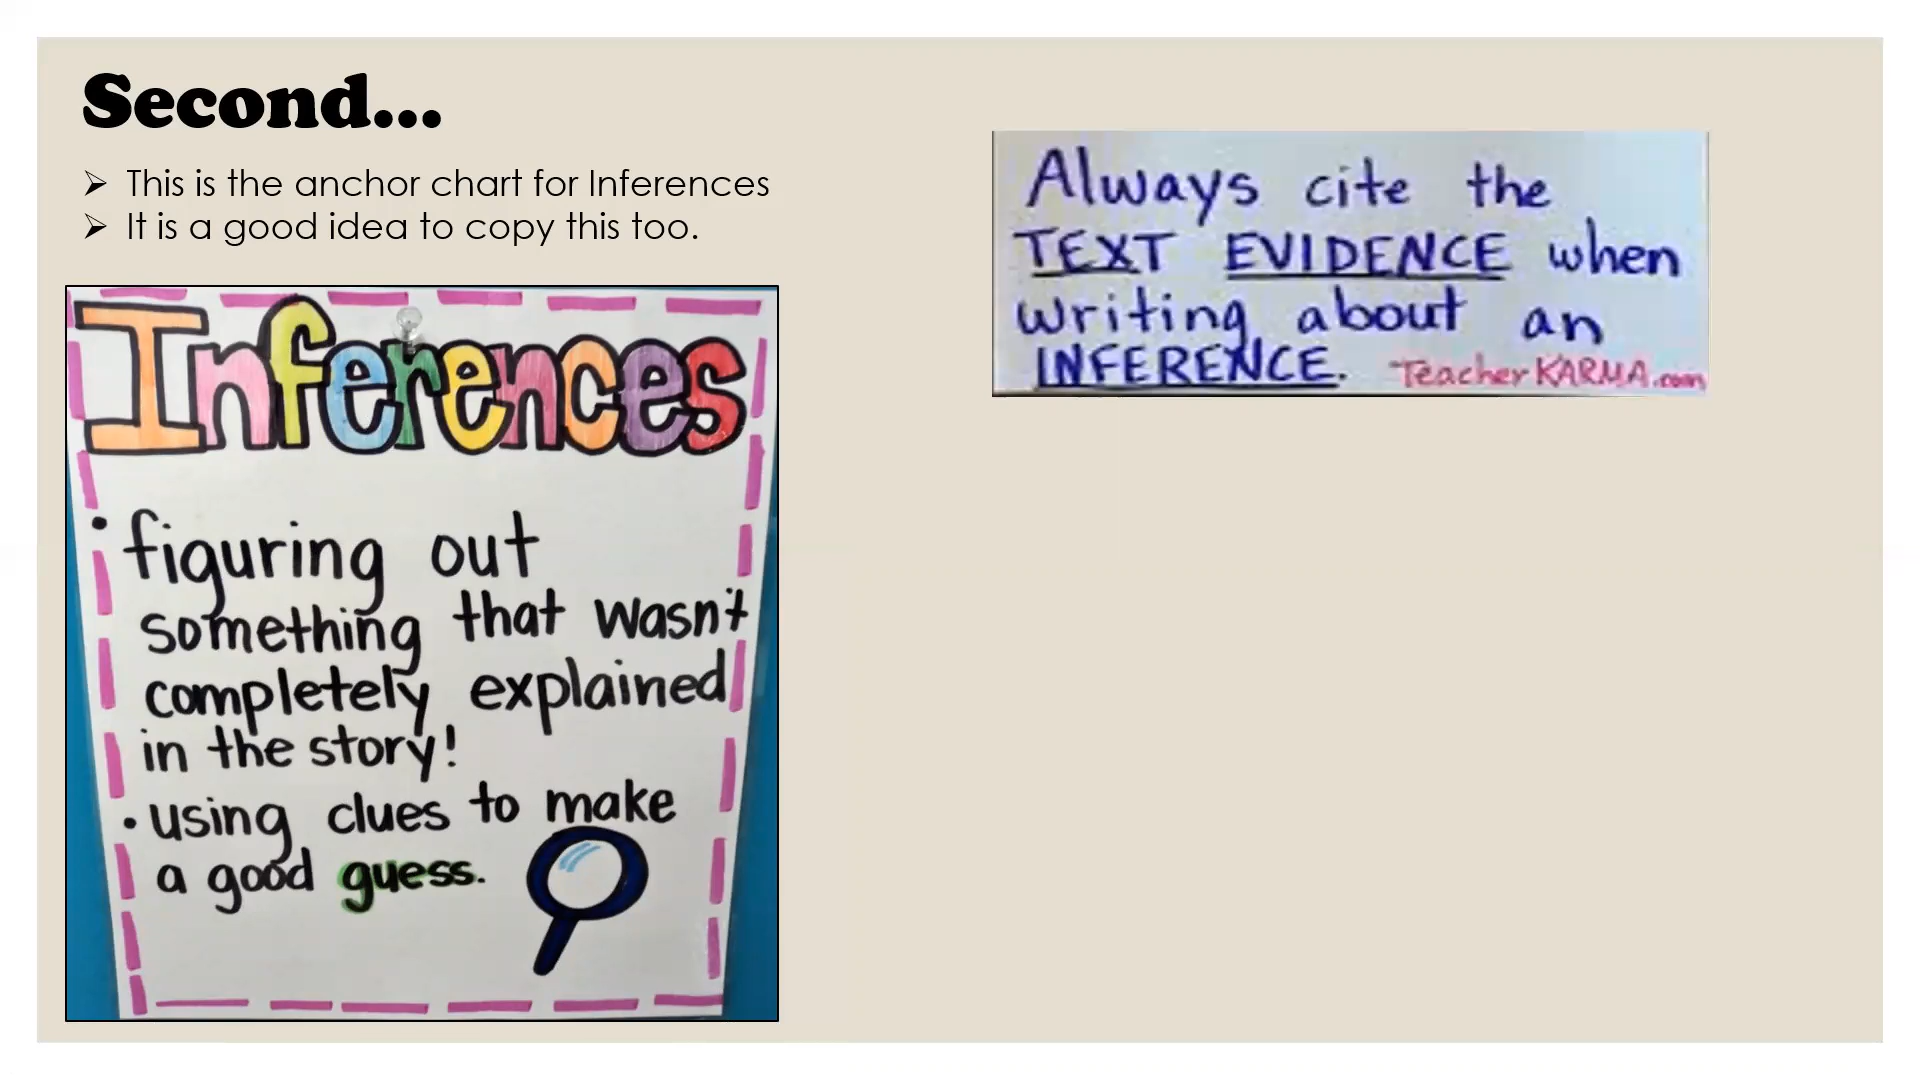 Second...
This is the anchor chart for Inferences
It is a good idea to copy this too.
Inferences
• figuring out
something that wasn't
completely explained
in the story!
• using clues to make
a good guess.
Always cite the
TEXT EVIDENCE when
writing about an
INFERENCE. TeacherKARMA.com